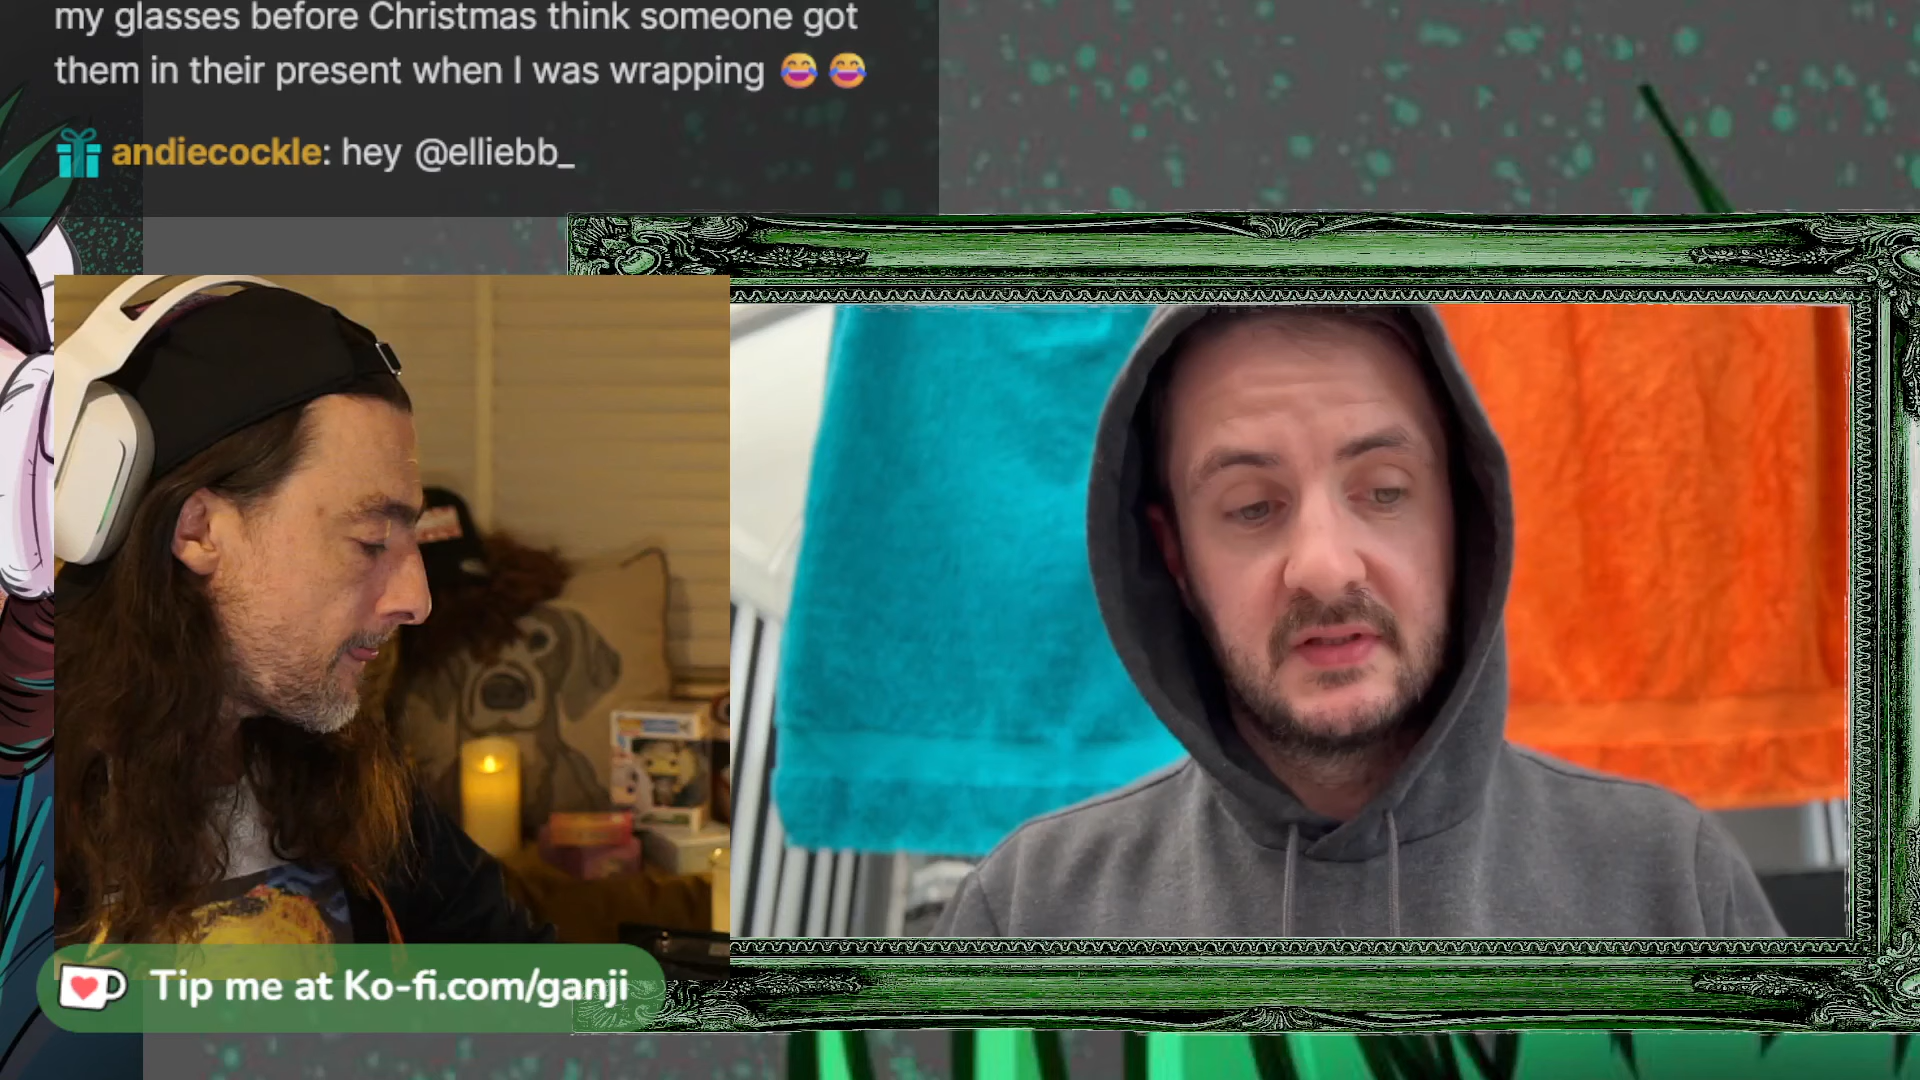 my glasses before Christmas think someone got
them in their present when I was wrapping 😂 😂
andiecockle: hey @elliebb_
Tip me at Ko-fi.com/ganji